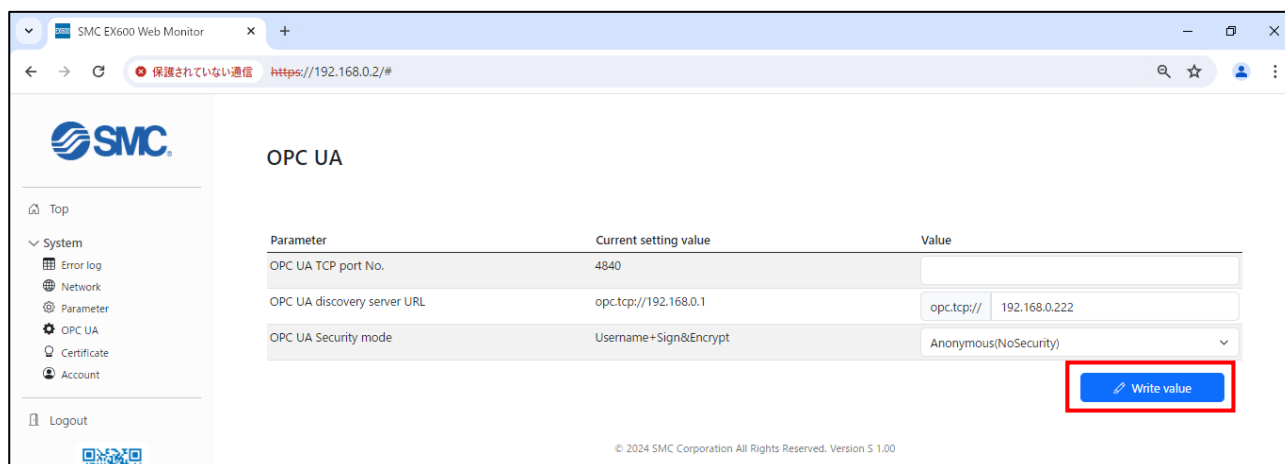 EX600 SMC EX600 Web Monitor
保護されていない通信 https://192.168.0.2/#
SMC
OPC UA
Top
System
Error log
Network
Parameter
OPC UA
Certificate
Account
Logout
Parameter Current setting value Value
OPC UA TCP port No. 4840
OPC UA discovery server URL opc.tcp://192.168.0.1 opc.tcp:// 192.168.0.222
OPC UA Security mode Username+Sign&Encrypt Anonymous(NoSecurity)
Write value
© 2024 SMC Corporation All Rights Reserved. Version S 1.00